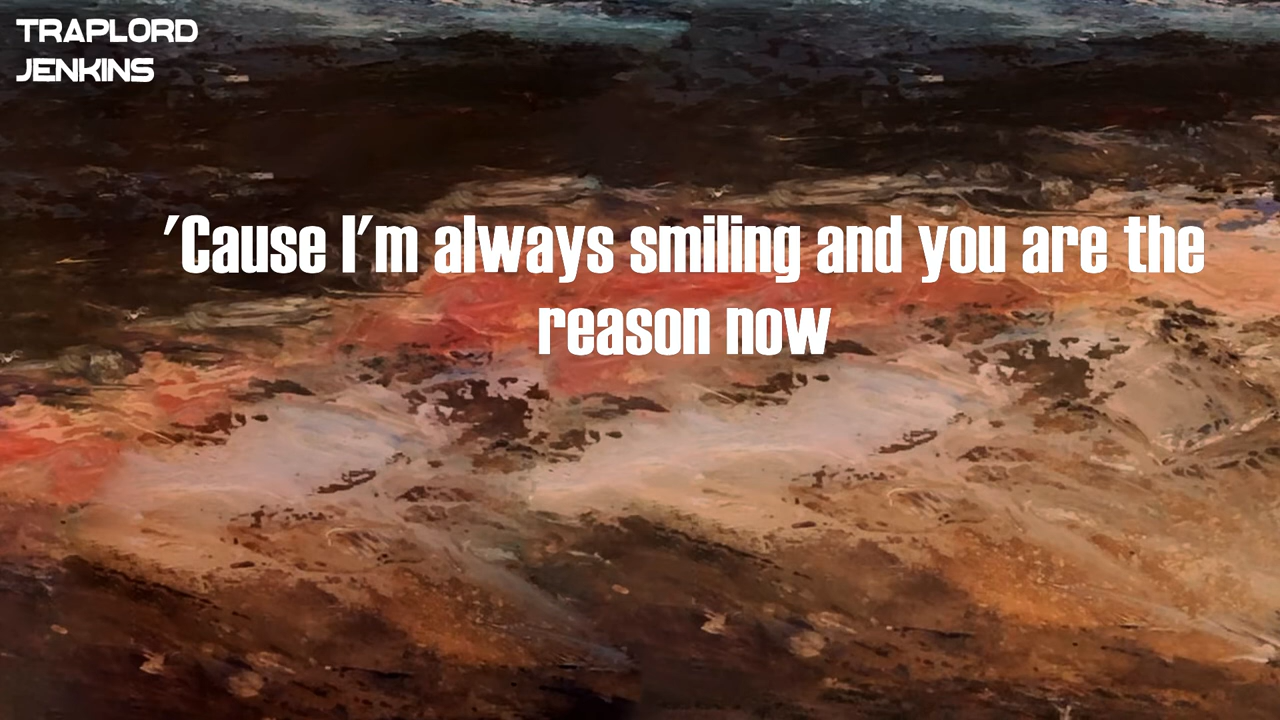 TRAPLORD
JENKINS
'Cause I'm always smiling and you are the
reason now